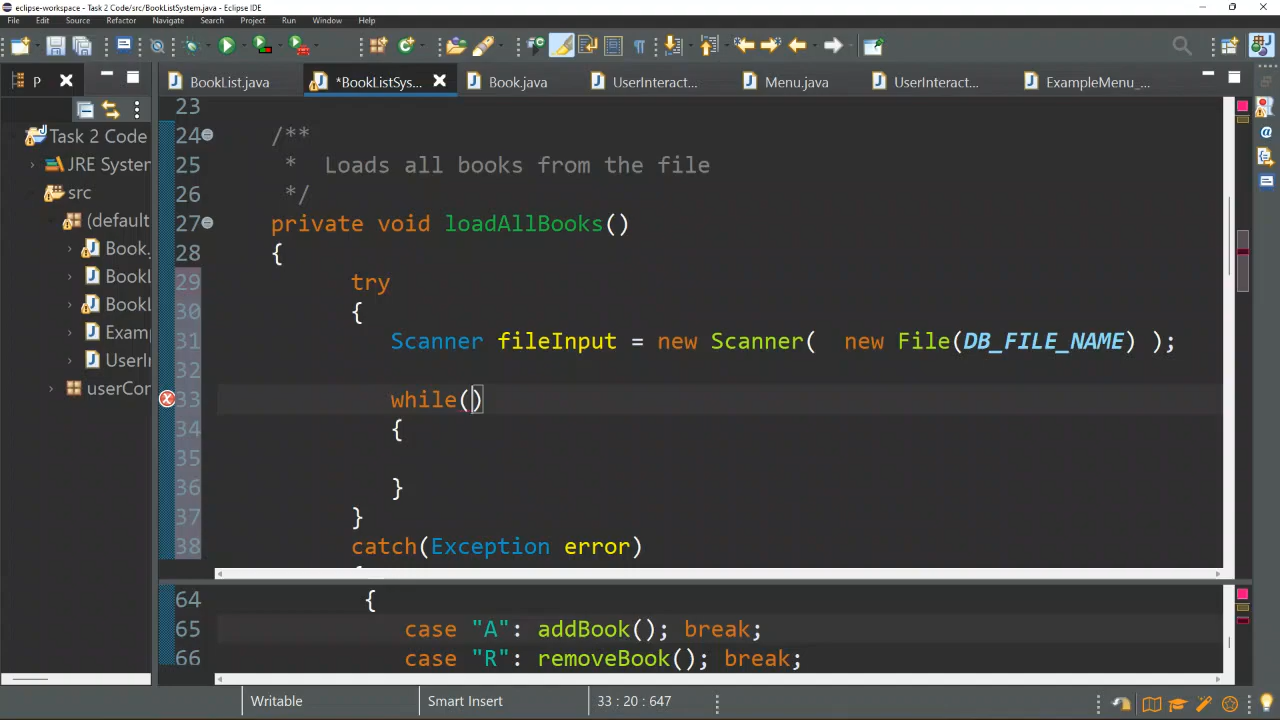 eclipse-workspace - Task 2 Code/src/BookListSystem.java - Eclipse IDE
File Edit Source Refactor Navigate Search Project Run Window Help
P
BookList.java
*BookListSys...
Book.java
UserInteract...
Menu.java
UserInteract...
ExampleMenu_...
Task 2 Code
JRE System
src
(default
Book.
BookL
BookL
Examp
UserIn
userCon
23
24 /**
25 * Loads all books from the file
26 */
27 private void loadAllBooks()
28 {
29 try
30 {
31 Scanner fileInput = new Scanner( new File(DB_FILE_NAME) );
32
33 while()
34 {
35
36 }
37 }
38 catch(Exception error)
64 {
65 case "A": addBook(); break;
66 case "R": removeBook(); break;
Writable Smart Insert 33 : 20 : 647